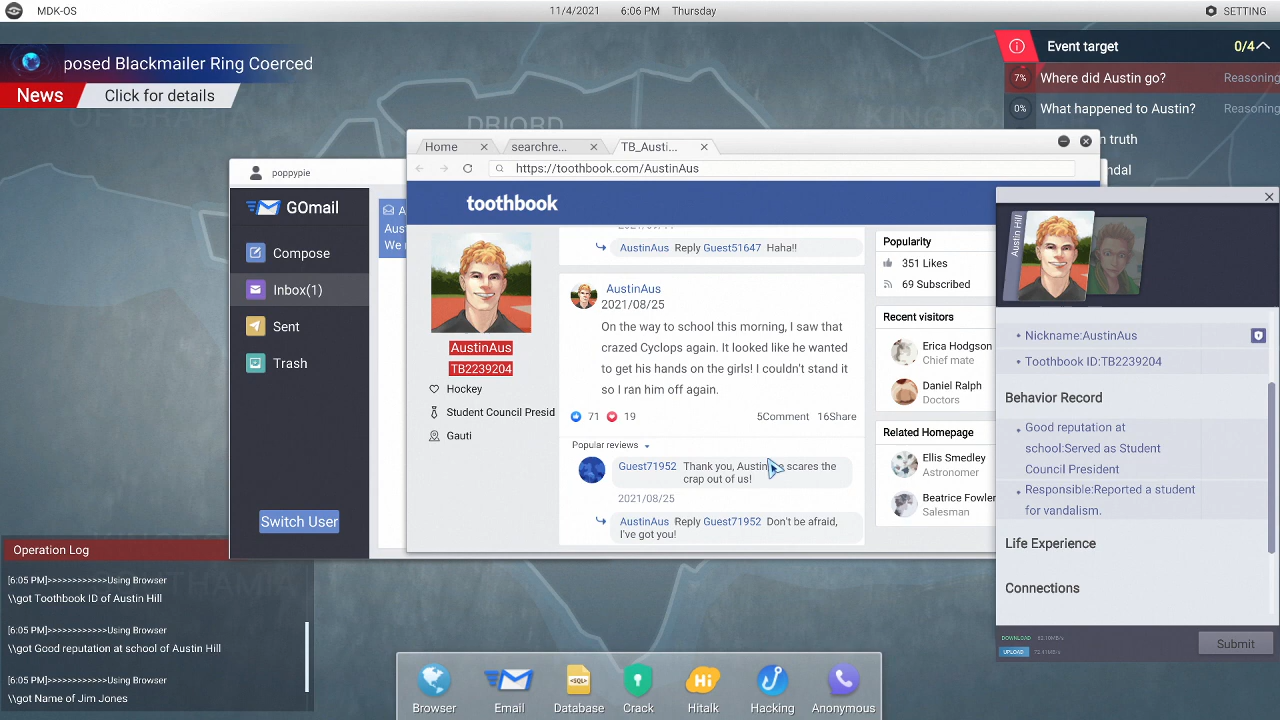 MDK-OS
11/4/2021 6:06 PM Thursday
SETTING
posed Blackmailer Ring Coerced
News
Click for details
DRIORD
Event target
0/4
7% Where did Austin go? Reasoning
0% What happened to Austin? Reasoning
n truth
ndal
Home
searchre...
TB_Austi...
https://toothbook.com/AustinAus
poppypie
GOmail
Compose
Inbox(1)
Sent
Trash
Switch User
A
Aus
We r
toothbook
AustinAus
TB2239204
Hockey
Student Council Presid
Gauti
AustinAus Reply Guest51647 Haha!!
AustinAus
2021/08/25
On the way to school this morning, I saw that
crazed Cyclops again. It looked like he wanted
to get his hands on the girls! I couldn't stand it
so I ran him off again.
71
19
5Comment 16Share
Popular reviews
Guest71952 Thank you, Austin scares the
crap out of us!
2021/08/25
AustinAus Reply Guest71952 Don't be afraid,
I've got you!
Popularity
351 Likes
69 Subscribed
Recent visitors
Erica Hodgson
Chief mate
Daniel Ralph
Doctors
Related Homepage
Ellis Smedley
Astronomer
Beatrice Fowler
Salesman
Austin Hill
Nickname:AustinAus
Toothbook ID:TB2239204
Behavior Record
Good reputation at
school:Served as Student
Council President
Responsible:Reported a student
for vandalism.
Life Experience
Connections
DOWNLOAD
UPLOAD
Submit
Operation Log
[6:05 PM]>>>>>>>>>>>>Using Browser
\\got Toothbook ID of Austin Hill
[6:05 PM]>>>>>>>>>>>>Using Browser
\\got Good reputation at school of Austin Hill
[6:05 PM]>>>>>>>>>>>>Using Browser
\\got Name of Jim Jones
Browser
Email
<SQL>
Database
Crack
Hi
Hitalk
Hacking
Anonymous